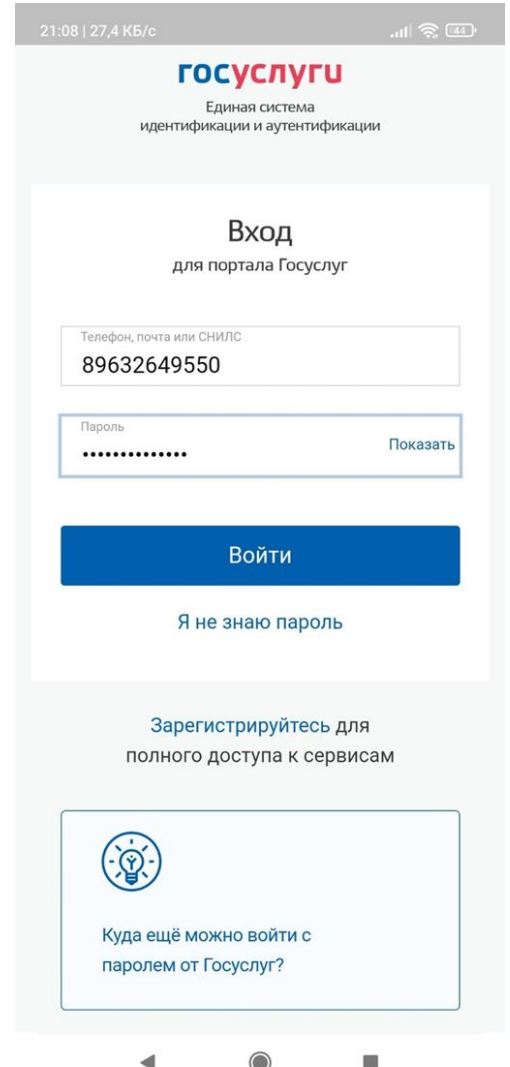 21:08 | 27,4 КБ/с 44
госуслуги
Единая система
идентификации и аутентификации
Вход
для портала Госуслуг
Телефон, почта или СНИЛС
89632649550
Пароль
••••••••••••••
Показать
Войти
Я не знаю пароль
Зарегистрируйтесь для
полного доступа к сервисам
Куда ещё можно войти с
паролем от Госуслуг?